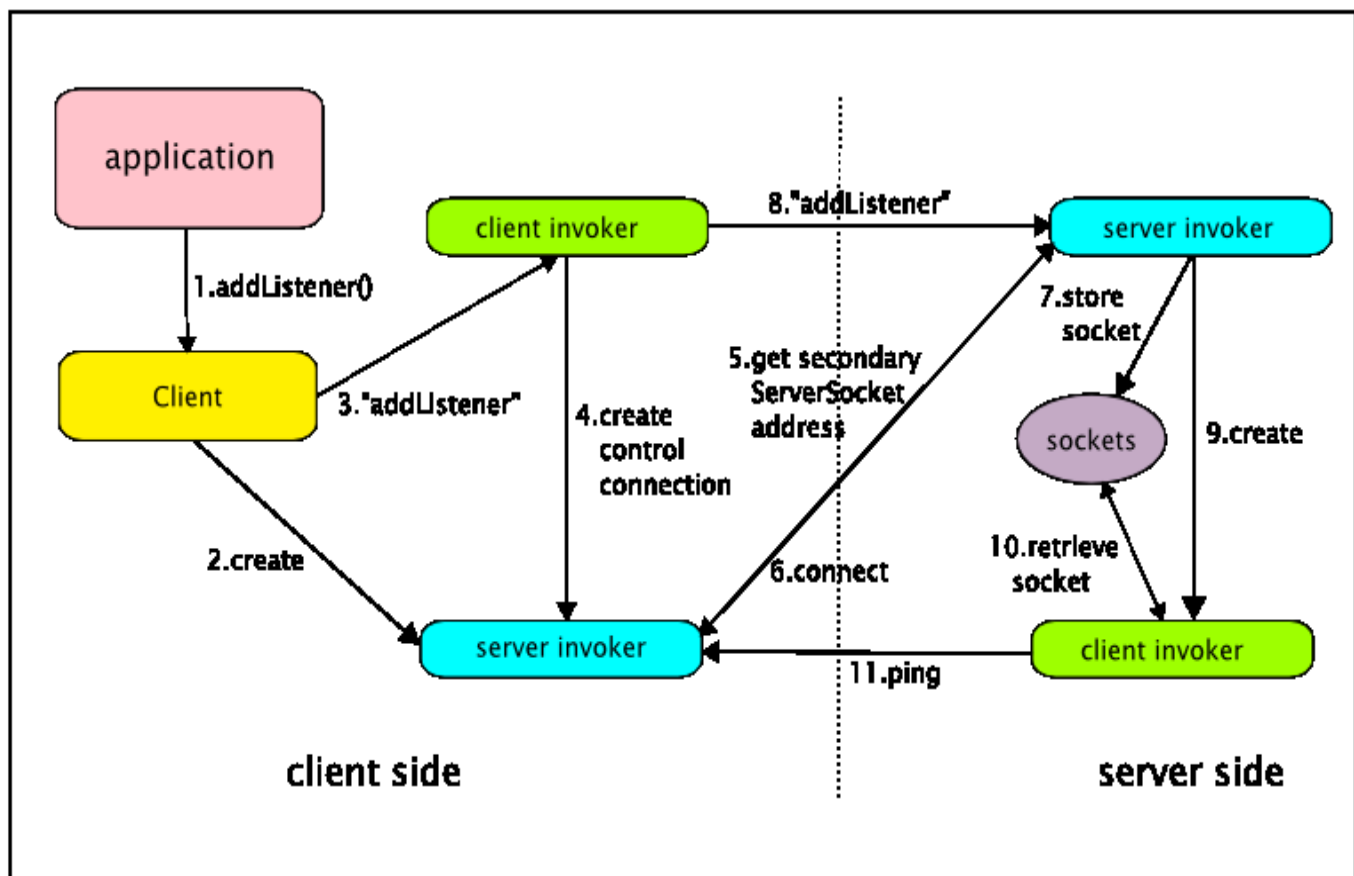 application
1.addListener()
Client
3."addListener"
2.create
client invoker
4.create
control
connection
server invoker
8."addListener"
5.get secondary
ServerSocket
address
6.connect
11.ping
server invoker
7.store
socket
sockets
9.create
10.retrieve
socket
client invoker
client side
server side